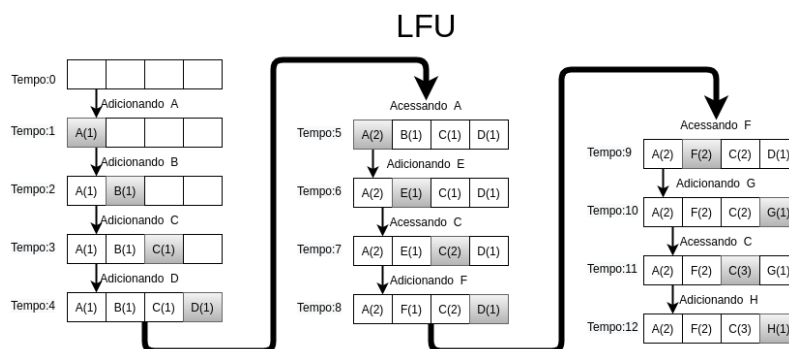 LFU
Tempo:0
Adicionando A
Tempo:1 A(1)
Adicionando B
Tempo:2 A(1) B(1)
Adicionando C
Tempo:3 A(1) B(1) C(1)
Adicionando D
Tempo:4 A(1) B(1) C(1) D(1)
Acessando A
Tempo:5 A(2) B(1) C(1) D(1)
Adicionando E
Tempo:6 A(2) E(1) C(1) D(1)
Acessando C
Tempo:7 A(2) E(1) C(2) D(1)
Adicionando F
Tempo:8 A(2) F(1) C(2) D(1)
Acessando F
Tempo:9 A(2) F(2) C(2) D(1)
Adicionando G
Tempo:10 A(2) F(2) C(2) G(1)
Acessando C
Tempo:11 A(2) F(2) C(3) G(1)
Adicionando H
Tempo:12 A(2) F(2) C(3) H(1)